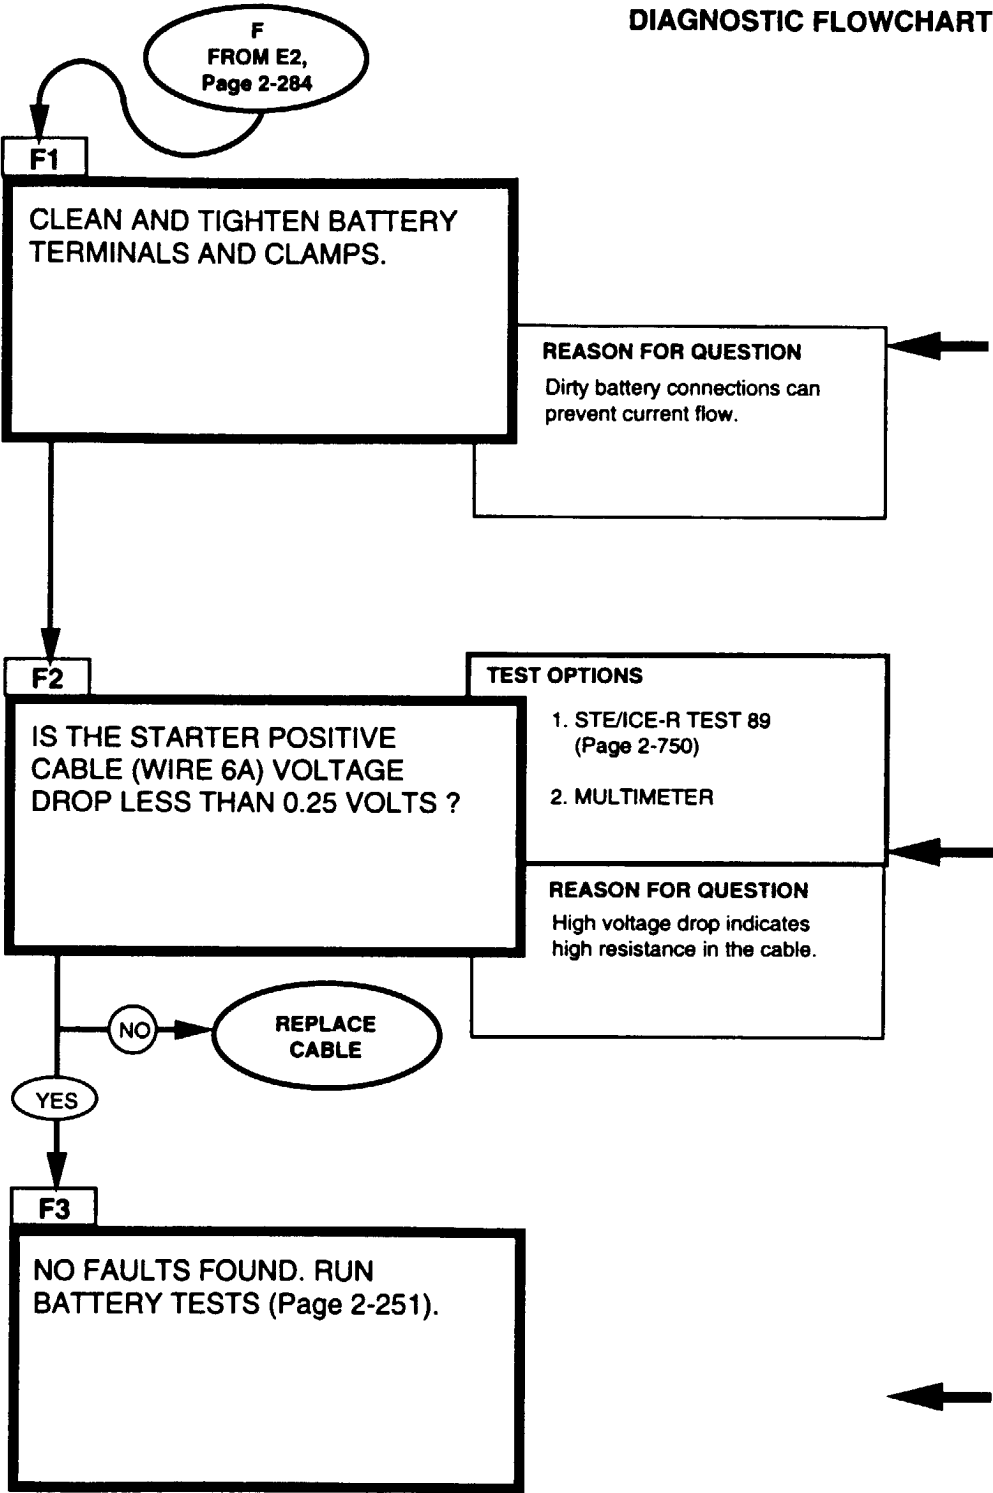 DIAGNOSTIC FLOWCHART
F
FROM E2,
Page 2-284
F1
CLEAN AND TIGHTEN BATTERY
TERMINALS AND CLAMPS.
REASON FOR QUESTION
Dirty battery connections can
prevent current flow.
F2
IS THE STARTER POSITIVE
CABLE (WIRE 6A) VOLTAGE
DROP LESS THAN 0.25 VOLTS ?
TEST OPTIONS
1. STE/ICE-R TEST 89
(Page 2-750)
2. MULTIMETER
REASON FOR QUESTION
High voltage drop indicates
high resistance in the cable.
NO
REPLACE
CABLE
YES
F3
NO FAULTS FOUND. RUN
BATTERY TESTS (Page 2-251).